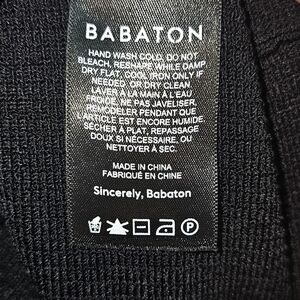 BABATON
HAND WASH COLD, DO NOT
BLEACH, RESHAPE WHILE DAMP,
DRY FLAT, COOL IRON ONLY IF
NEEDED, OR DRY CLEAN.
LAVÉS À LA MAIN À L'EAU
FROIDE, NE PAS JAVELISER,
REMODELER PENDANT QUE
L'ARTICLE EST ENCORE HUMIDE,
SÉCHER À PLAT, REPASSAGE
DOUX SI NÉCESSAIRE, OU
NETTOYER À SEC.
MADE IN CHINA
FABRIQUÉ EN CHINE
Sincerely, Babaton
P